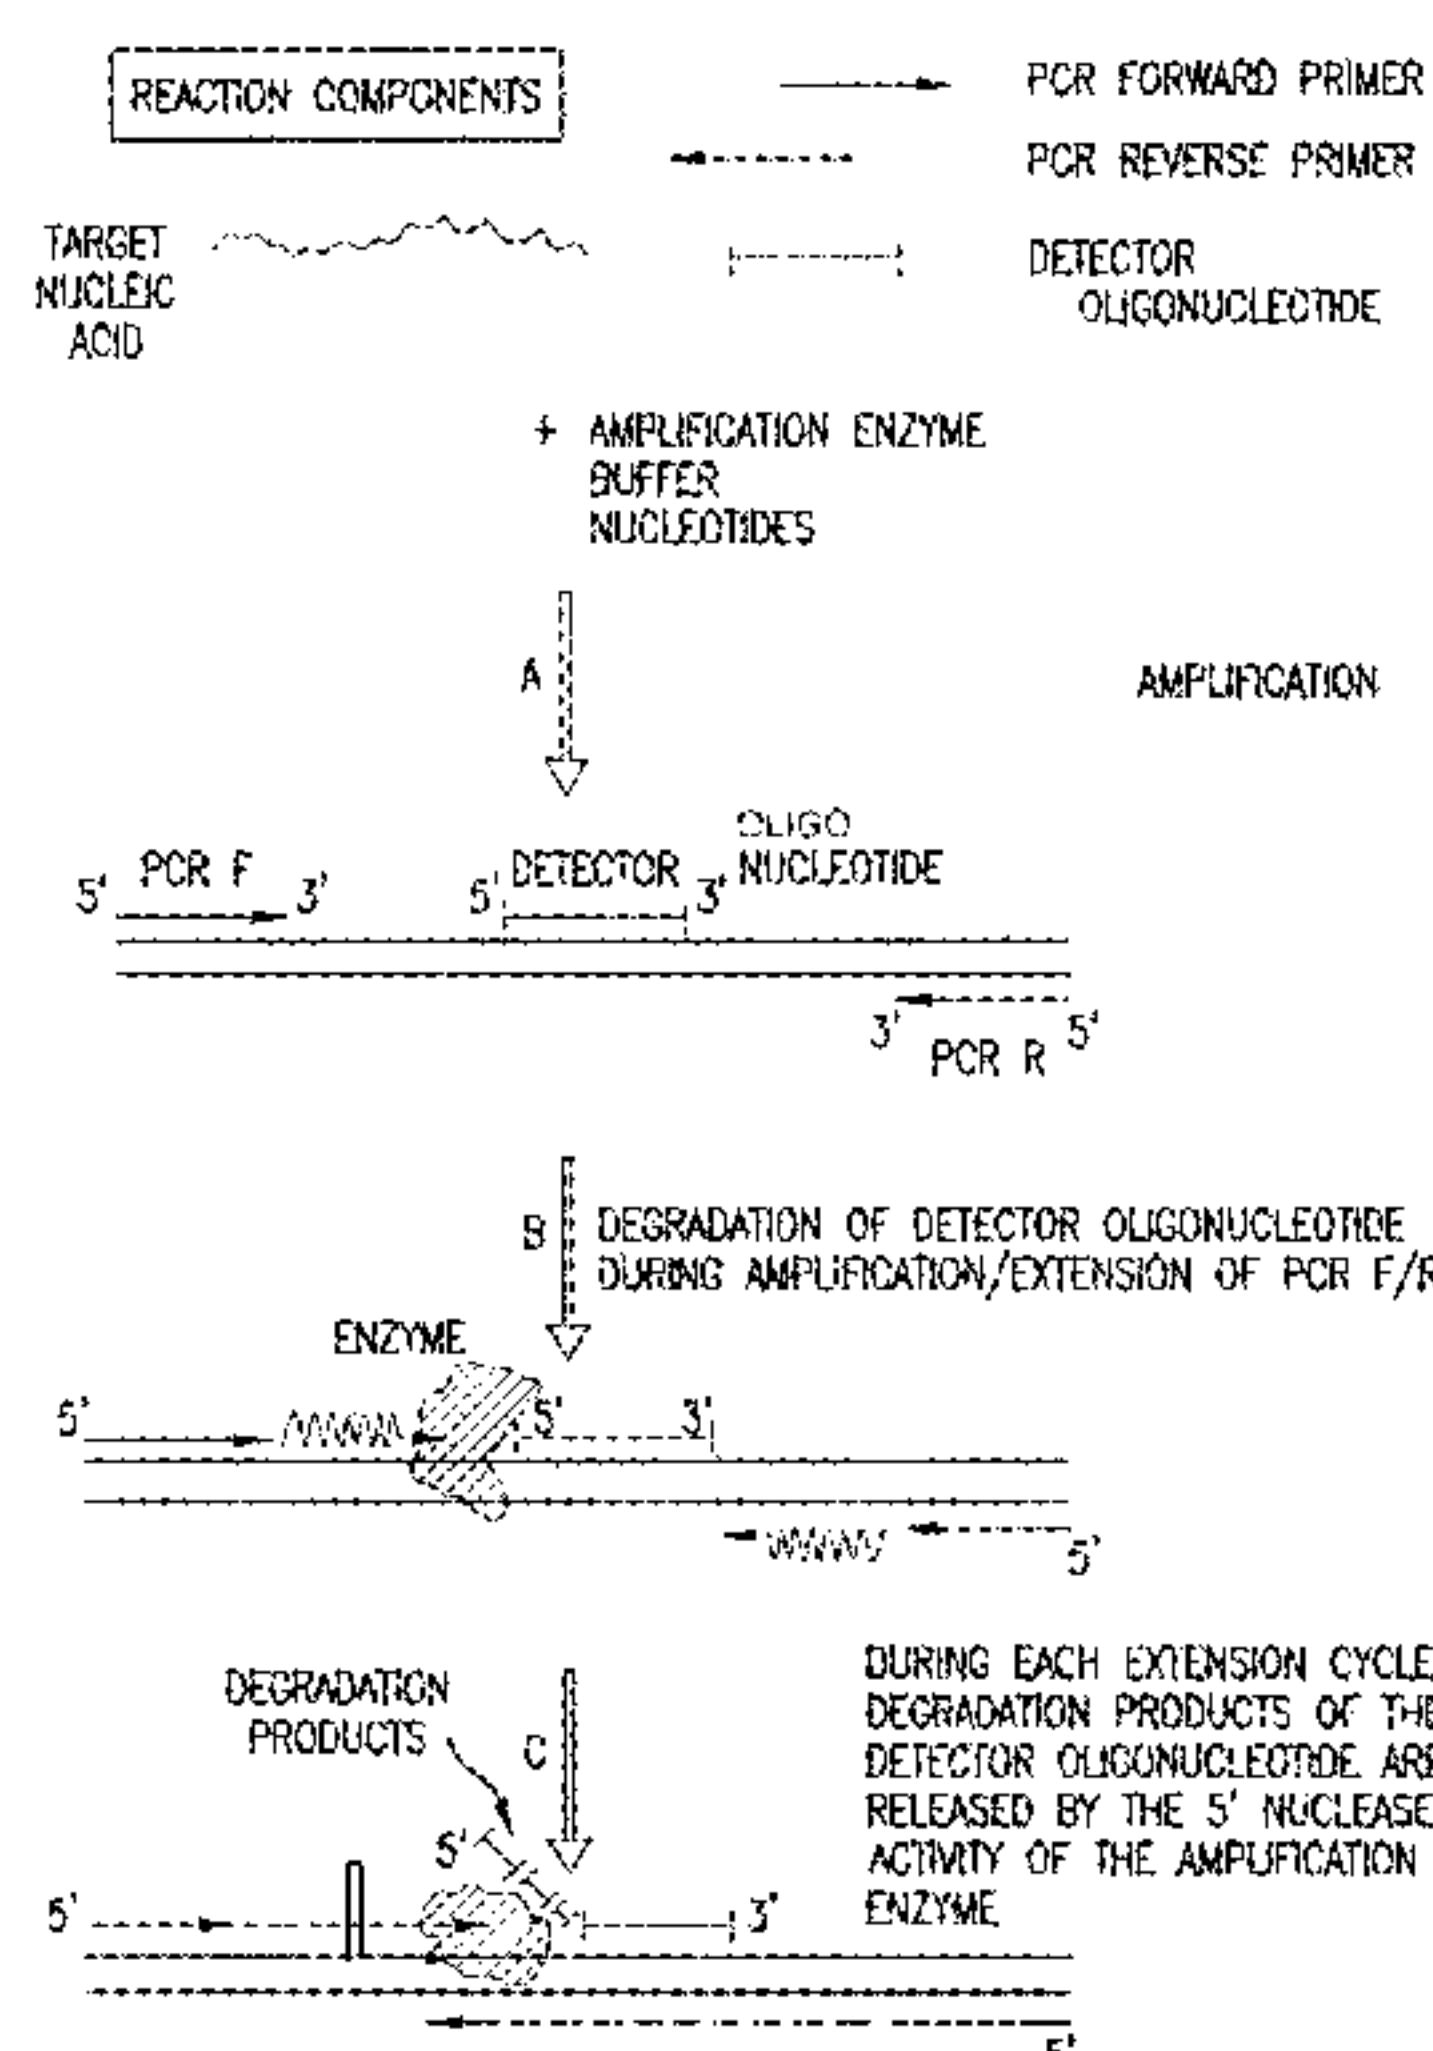 REACTION COMPONENTS
PCR FORWARD PRIMER
PCR REVERSE PRIMER
TARGET
NUCLEIC
ACID
DETECTOR
OLIGONUCLEOTIDE
+ AMPLIFICATION ENZYME
BUFFER
NUCLEOTIDES
A
AMPLIFICATION
OLIGO
5' PCR F 3' 5' DETECTOR 3' NUCLEOTIDE
3' PCR R 5'
B DEGRADATION OF DETECTOR OLIGONUCLEOTIDE
DURING AMPLIFICATION/EXTENSION OF PCR F/R
ENZYME
5' 5' 3'
5'
DEGRADATION
PRODUCTS
C
DURING EACH EXTENSION CYCLE
DEGRADATION PRODUCTS OF THE
DETECTOR OLIGONUCLEOTIDE ARE
RELEASED BY THE 5' NUCLEASE
ACTIVITY OF THE AMPLIFICATION
ENZYME
5'
5' 3'
5'